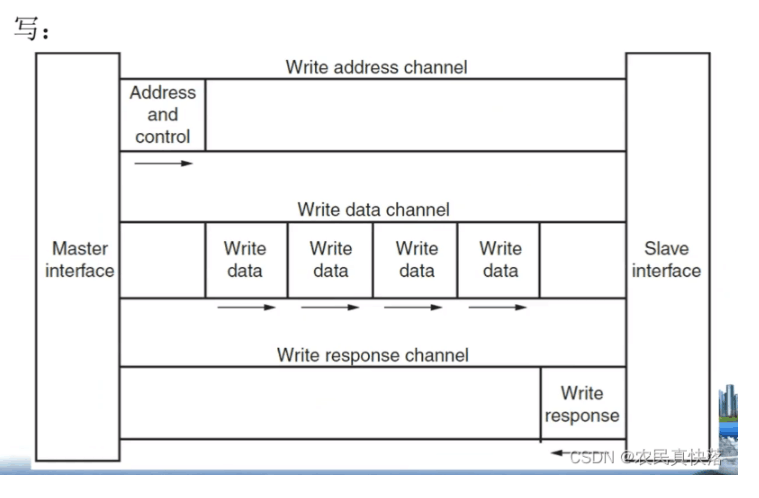 写：
Write address channel
Address
and
control
Write data channel
Master
interface
Write
data
Write
data
Write
data
Write
data
Slave
interface
Write response channel
Write
response
CSDN @农民真快落